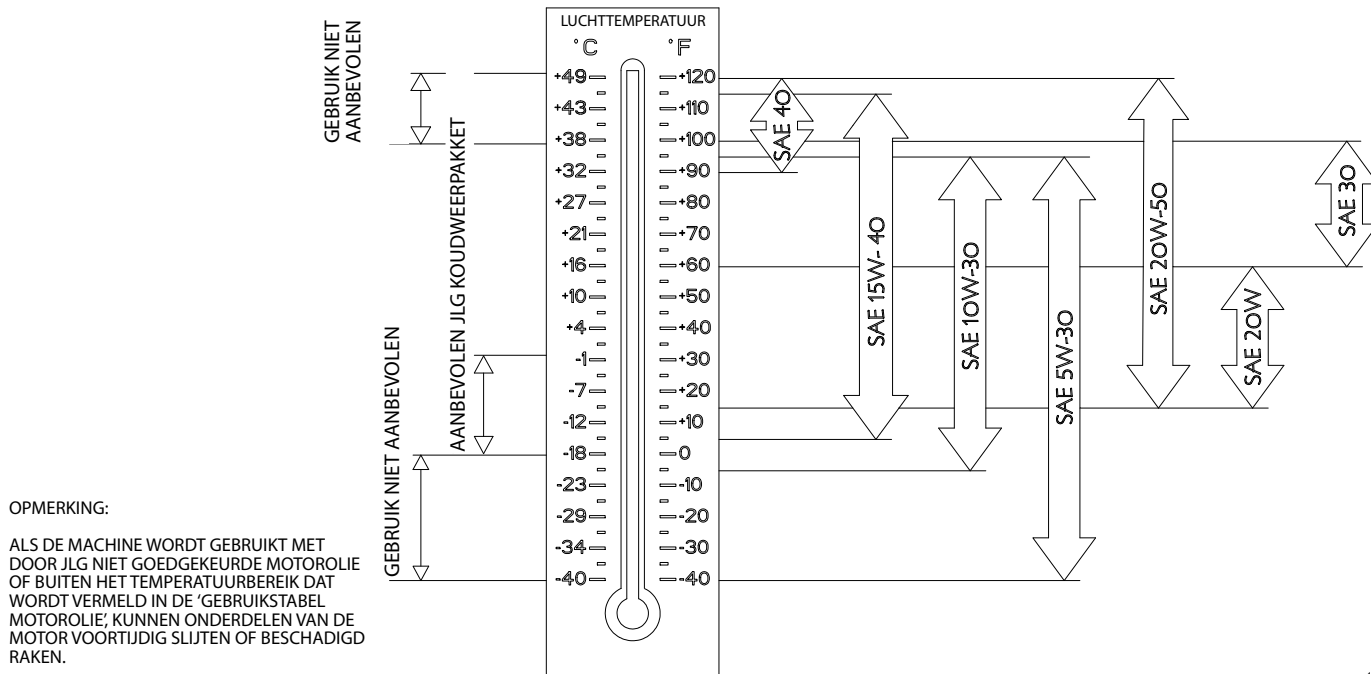 LUCHTTEMPERATUUR
°C °F
+49 +120
+43 +110
+38 +100
+32 +90
+27 +80
+21 +70
+16 +60
+10 +50
+4 +40
-1 +30
-7 +20
-12 +10
-18 0
-23 -10
-29 -20
-34 -30
-40 -40
GEBRUIK NIET
AANBEVOLEN
AANBEVOLEN JLG KOUDWEERPAKKET
GEBRUIK NIET AANBEVOLEN
SAE 40
SAE 15W- 40
SAE 10W-30
SAE 5W-30
SAE 20W-50
SAE 20W
SAE 30
OPMERKING:
ALS DE MACHINE WORDT GEBRUIKT MET
DOOR JLG NIET GOEDGEKEURDE MOTOROLIE
OF BUITEN HET TEMPERATUURBEREIK DAT
WORDT VERMELD IN DE ‘GEBRUIKSTABEL
MOTOROLIE’, KUNNEN ONDERDELEN VAN DE
MOTOR VOORTIJDIG SLIJTEN OF BESCHADIGD
RAKEN.